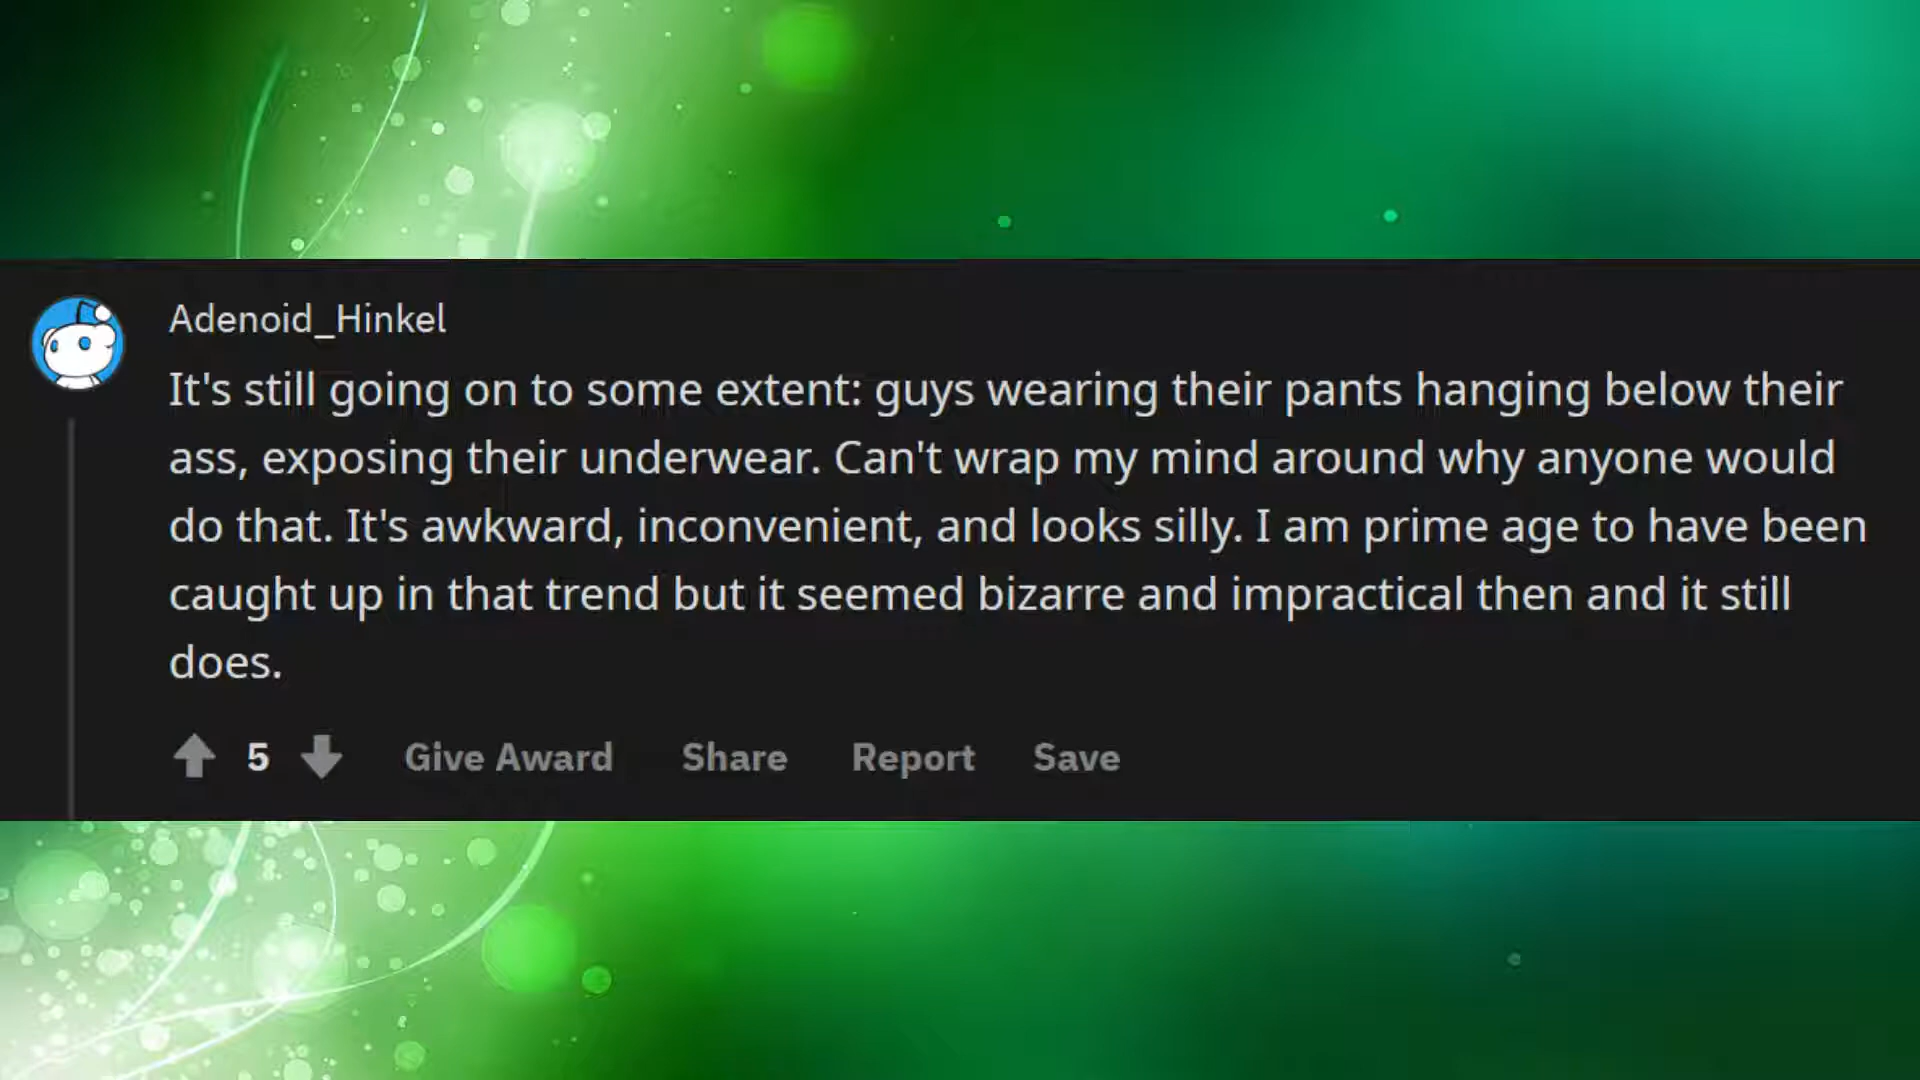 Adenoid_Hinkel
It's still going on to some extent: guys wearing their pants hanging below their
ass, exposing their underwear. Can't wrap my mind around why anyone would
do that. It's awkward, inconvenient, and looks silly. I am prime age to have been
caught up in that trend but it seemed bizarre and impractical then and it still
does.
5 Give Award Share Report Save